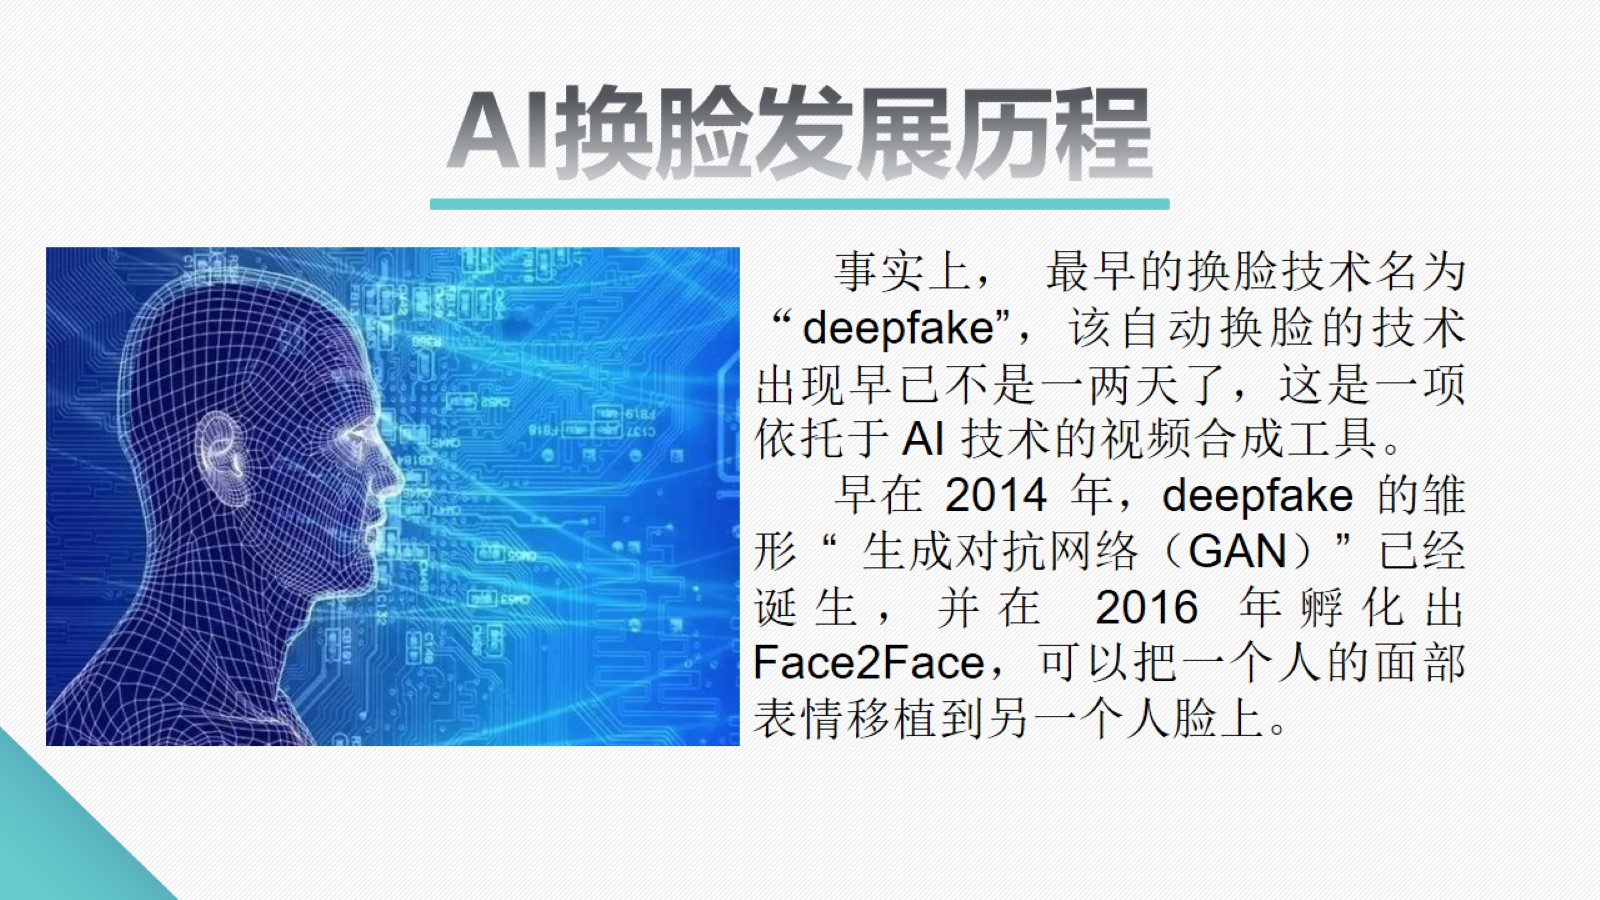 AI换脸发展历程
事实上， 最早的换脸技术名为
“deepfake”，该自动换脸的技术
出现早已不是一两天了，这是一项
依托于 AI 技术的视频合成工具。
早在 2014 年，deepfake 的雏
形“ 生成对抗网络（GAN）” 已经
诞生，并在 2016 年孵化出
Face2Face，可以把一个人的面部
表情移植到另一个人脸上。